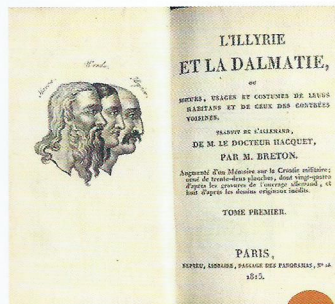 Wende.
L'ILLYRIE
ET LA DALMATIE,
OU
MŒURS, USAGES ET COSTUMES DE LEURS
HABITANS ET DE CEUX DES CONTRÉES
VOISINES.
TRADUIT DE L'ALLEMAND,
DE M. LE DOCTEUR HACQUET,
PAR M. BRETON.
Augmenté d'un Mémoire sur la Croatie militaire;
orné de trente-deux planches, dont vingt-quatre
d'après les gravures de l'ouvrage allemand, et
huit d'après les dessins originaux inédits.
TOME PREMIER.
PARIS,
NEPVEU, LIBRAIRE, PASSAGE DES PANORAMAS, N°
1815.